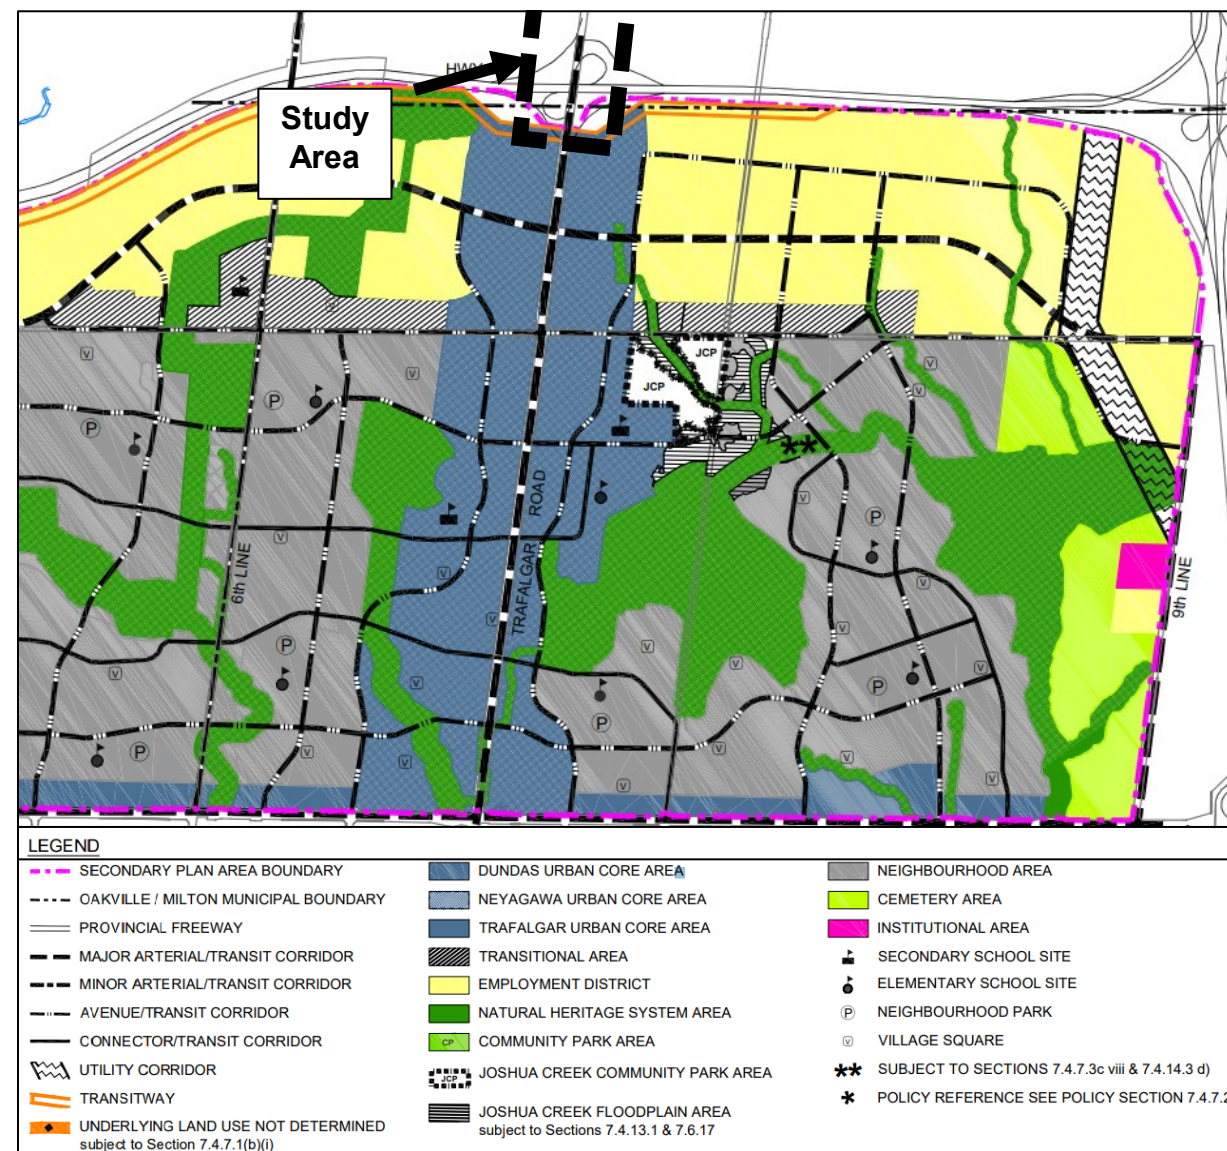 HWY
Study
Area
V
V
V
V
V
JCP
JCP
P
P
P
V
V
V
6th LINE
TRAFALGAR ROAD
9th LINE
V
V
V
V
P
V
V
V
P
V
V
V
P
P
P
V
V
V
V
V
LEGEND
SECONDARY PLAN AREA BOUNDARY
OAKVILLE / MILTON MUNICIPAL BOUNDARY
PROVINCIAL FREEWAY
MAJOR ARTERIAL/TRANSIT CORRIDOR
MINOR ARTERIAL/TRANSIT CORRIDOR
AVENUE/TRANSIT CORRIDOR
CONNECTOR/TRANSIT CORRIDOR
UTILITY CORRIDOR
TRANSITWAY
UNDERLYING LAND USE NOT DETERMINED
subject to Section 7.4.7.1(b)(i)
DUNDAS URBAN CORE AREA
NEYAGAWA URBAN CORE AREA
TRAFALGAR URBAN CORE AREA
TRANSITIONAL AREA
EMPLOYMENT DISTRICT
NATURAL HERITAGE SYSTEM AREA
CP COMMUNITY PARK AREA
JCP JOSHUA CREEK COMMUNITY PARK AREA
JOSHUA CREEK FLOODPLAIN AREA
subject to Sections 7.4.13.1 & 7.6.17
NEIGHBOURHOOD AREA
CEMETERY AREA
INSTITUTIONAL AREA
SECONDARY SCHOOL SITE
ELEMENTARY SCHOOL SITE
P NEIGHBOURHOOD PARK
V VILLAGE SQUARE
** SUBJECT TO SECTIONS 7.4.7.3c viii & 7.4.14.3 d)
* POLICY REFERENCE SEE POLICY SECTION 7.4.7.2